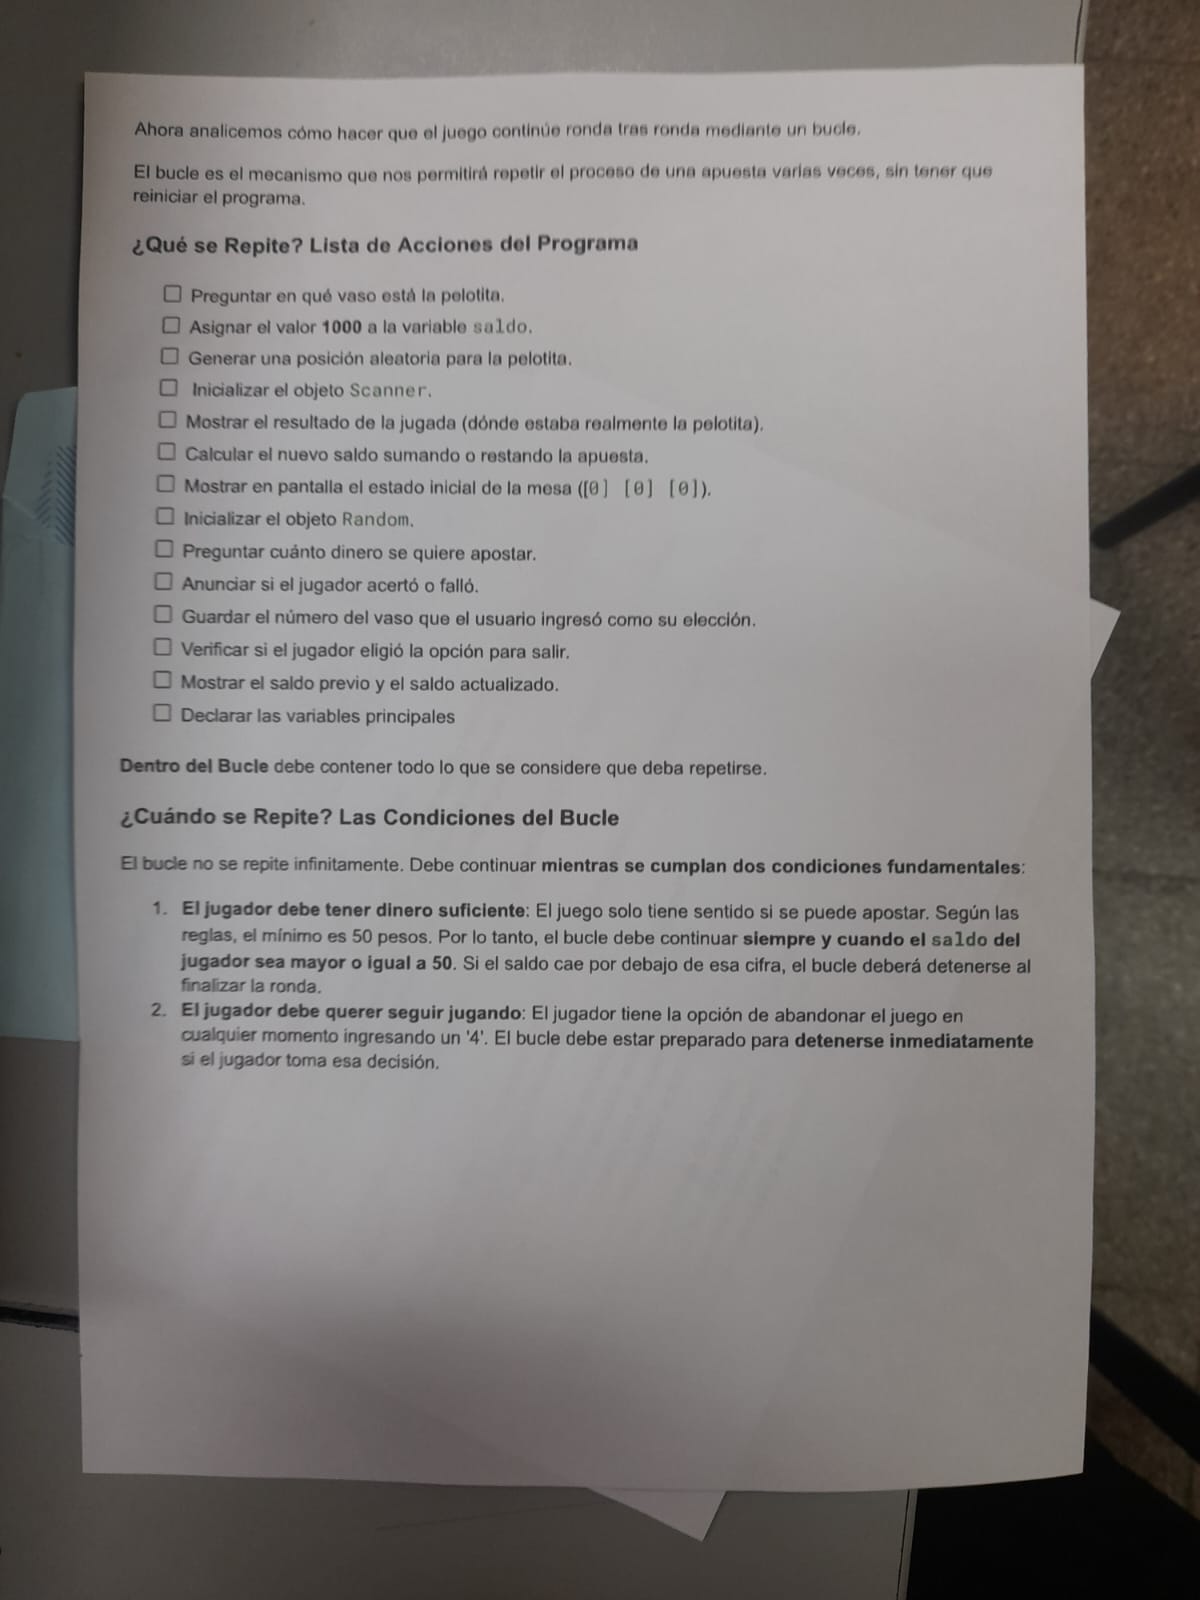 Ahora analicemos cómo hacer que el juego continúe ronda tras ronda mediante un bucle.
El bucle es el mecanismo que nos permitirá repetir el proceso de una apuesta varias veces, sin tener que
reiniciar el programa.
¿Qué se Repite? Lista de Acciones del Programa
☐ Preguntar en qué vaso está la pelotita.
☐ Asignar el valor 1000 a la variable saldo.
☐ Generar una posición aleatoria para la pelotita.
☐ Inicializar el objeto Scanner.
☐ Mostrar el resultado de la jugada (dónde estaba realmente la pelotita).
☐ Calcular el nuevo saldo sumando o restando la apuesta.
☐ Mostrar en pantalla el estado inicial de la mesa ([0] [0] [0]).
☐ Inicializar el objeto Random.
☐ Preguntar cuánto dinero se quiere apostar.
☐ Anunciar si el jugador acertó o falló.
☐ Guardar el número del vaso que el usuario ingresó como su elección.
☐ Verificar si el jugador eligió la opción para salir.
☐ Mostrar el saldo previo y el saldo actualizado.
☐ Declarar las variables principales
Dentro del Bucle debe contener todo lo que se considere que deba repetirse.
¿Cuándo se Repite? Las Condiciones del Bucle
El bucle no se repite infinitamente. Debe continuar mientras se cumplan dos condiciones fundamentales:
1. El jugador debe tener dinero suficiente: El juego solo tiene sentido si se puede apostar. Según las
reglas, el mínimo es 50 pesos. Por lo tanto, el bucle debe continuar siempre y cuando el saldo del
jugador sea mayor o igual a 50. Si el saldo cae por debajo de esa cifra, el bucle deberá detenerse al
finalizar la ronda.
2. El jugador debe querer seguir jugando: El jugador tiene la opción de abandonar el juego en
cualquier momento ingresando un '4'. El bucle debe estar preparado para detenerse inmediatamente
si el jugador toma esa decisión.